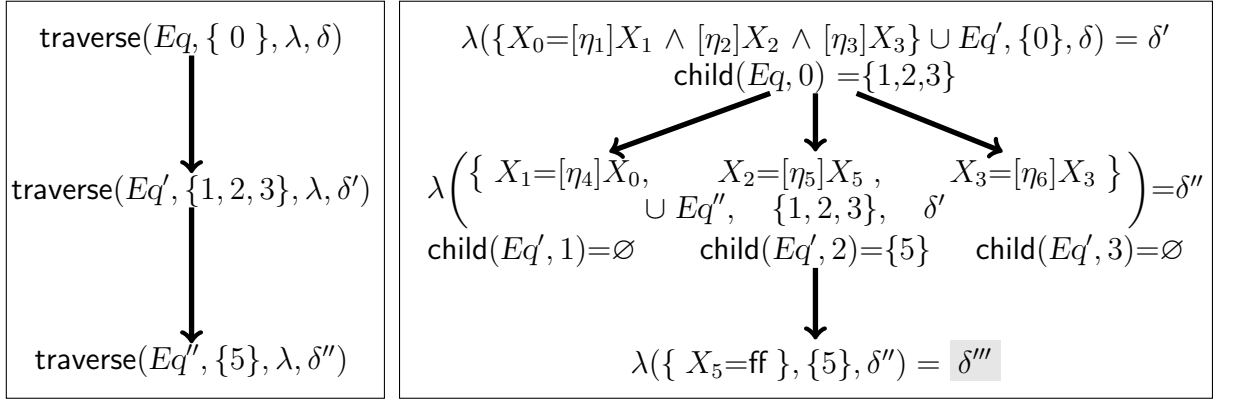 traverse(Eq, { 0 }, λ, δ)
traverse(Eq′, {1, 2, 3}, λ, δ′)
traverse(Eq″, {5}, λ, δ″)
λ({X₀=[η₁]X₁ ∧ [η₂]X₂ ∧ [η₃]X₃} ∪ Eq′, {0}, δ) = δ′
child(Eq, 0) ={1,2,3}
λ({ X₁=[η₄]X₀, X₂=[η₅]X₅ , X₃=[η₆]X₃ }
∪ Eq″, {1, 2, 3}, δ′ )=δ″
child(Eq′, 1)=∅ child(Eq′, 2)={5} child(Eq′, 3)=∅
λ({ X₅=ff }, {5}, δ″) = δ‴